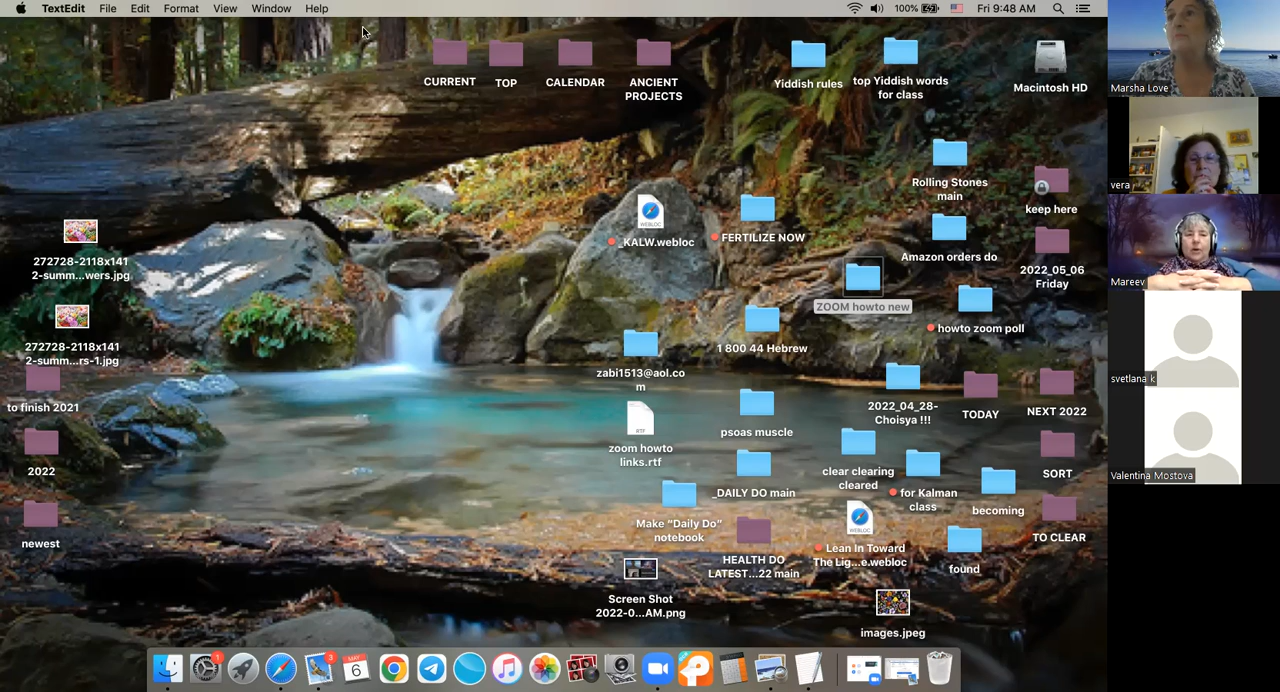 TextEdit File Edit Format View Window Help
100% Fri 9:48 AM
CURRENT
TOP
CALENDAR
ANCIENT
PROJECTS
Yiddish rules
top Yiddish words
for class
Macintosh HD
Rolling Stones
main
keep here
272728-2118x141
2-summ...wers.jpg
WEBLOC
_KALW.webloc
FERTILIZE NOW
Amazon orders do
2022_05_06
Friday
ZOOM howto new
howto zoom poll
272728-2118x141
2-summ...rs-1.jpg
1 800 44 Hebrew
zabi1513@aol.co
m
to finish 2021
2022_04_28-
Choisya !!!
TODAY
NEXT 2022
RTF
zoom howto
links.rtf
psoas muscle
2022
clear clearing
cleared
for Kalman
class
SORT
_DAILY DO main
becoming
Make “Daily Do”
notebook
newest
HEALTH DO
LATEST...22 main
WEBLOC
Lean In Toward
The Lig...e.webloc
found
TO CLEAR
Screen Shot
2022-0...AM.png
images.jpeg
1
3
MAY
6
Marsha Love
vera
Mareev
svetlana k
Valentina Mostova